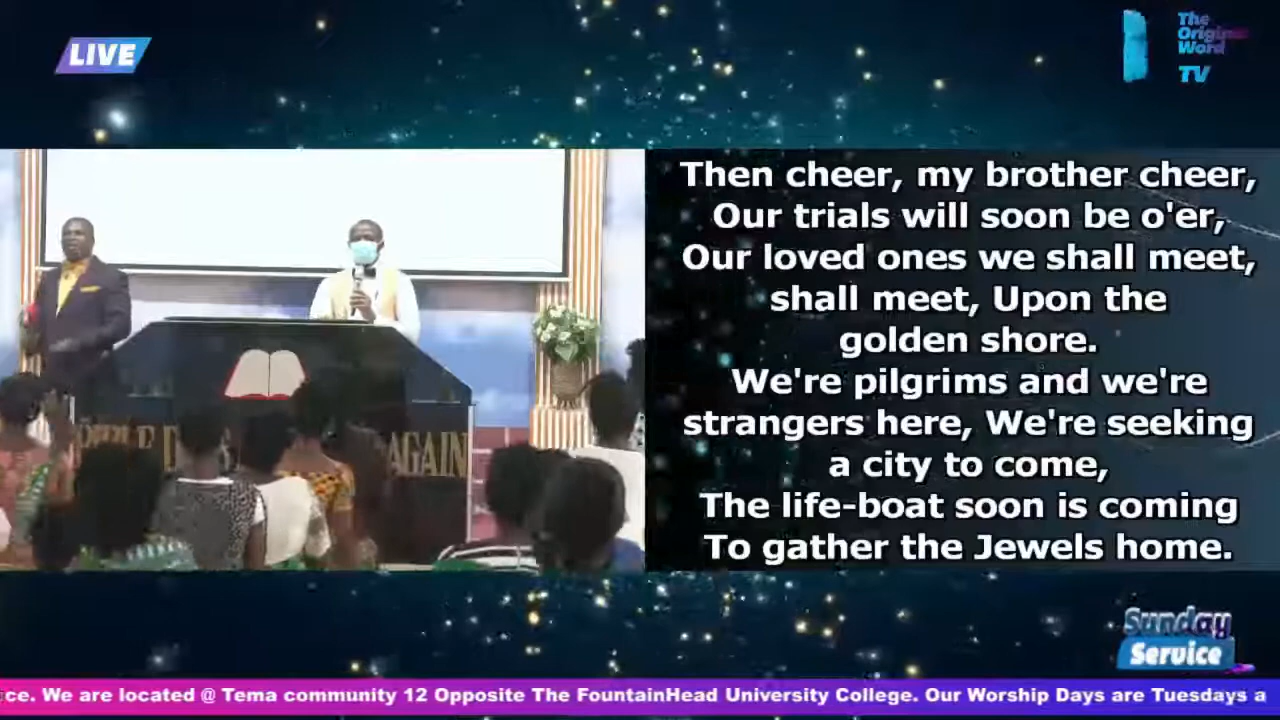 LIVE
The
Original
Word
TV
Then cheer, my brother cheer,
Our trials will soon be o'er,
Our loved ones we shall meet,
shall meet, Upon the
golden shore.
We're pilgrims and we're
strangers here, We're seeking
a city to come,
The life-boat soon is coming
To gather the Jewels home.
AGAIN
Sunday
Service
ce. We are located @ Tema community 12 Opposite The FountainHead University College. Our Worship Days are Tuesdays a